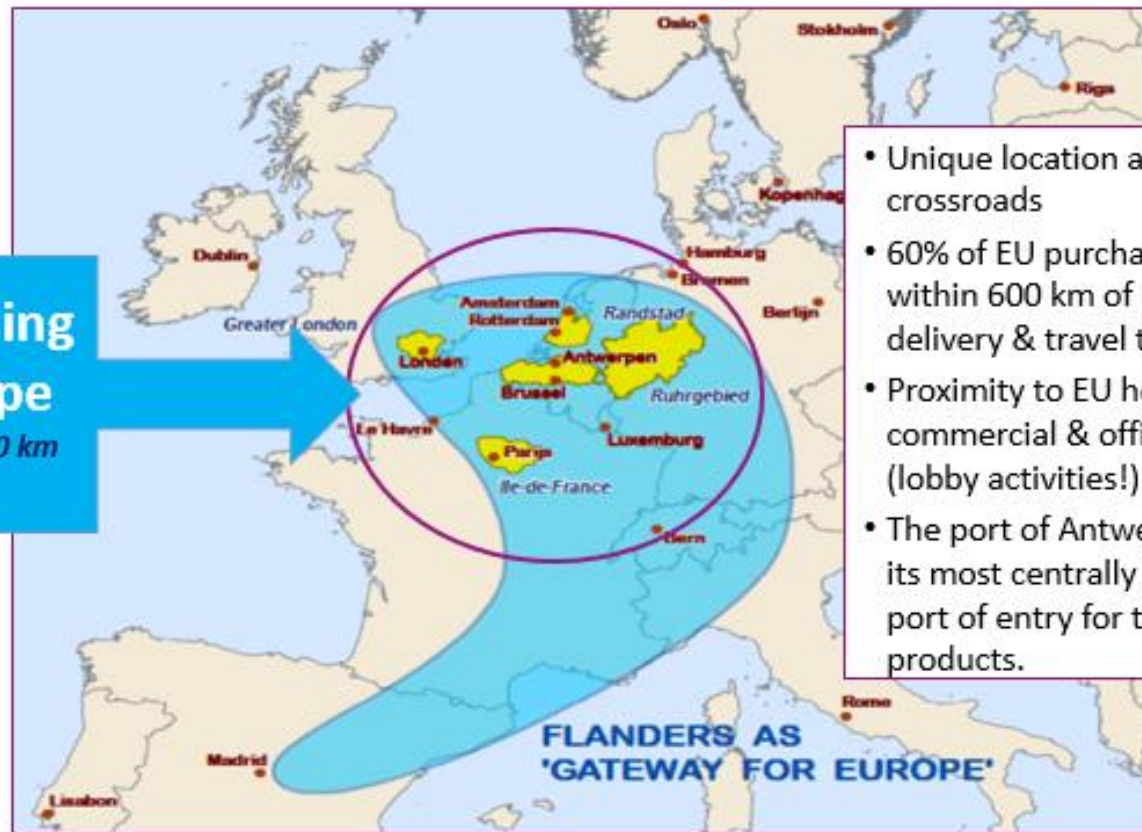 Oslo
Stokholm
Riga
Kopenhag
Dublin
Hamburg
Bremen
Berlijn
Amsterdam
Randstad
Rotterdam
Greater London
Londen
Antwerpen
Brussel
Ruhrgebied
Le Havre
Luxemburg
Parijs
Ile de France
Bern
Rome
Madrid
Lisabon
FLANDERS AS
'GATEWAY FOR EUROPE'
ing
pe
0 km
• Unique location a
crossroads
• 60% of EU purcha
within 600 km of
delivery & travel t
• Proximity to EU he
commercial & offi
(lobby activities!)
• The port of Antwe
its most centrally
port of entry for t
products.